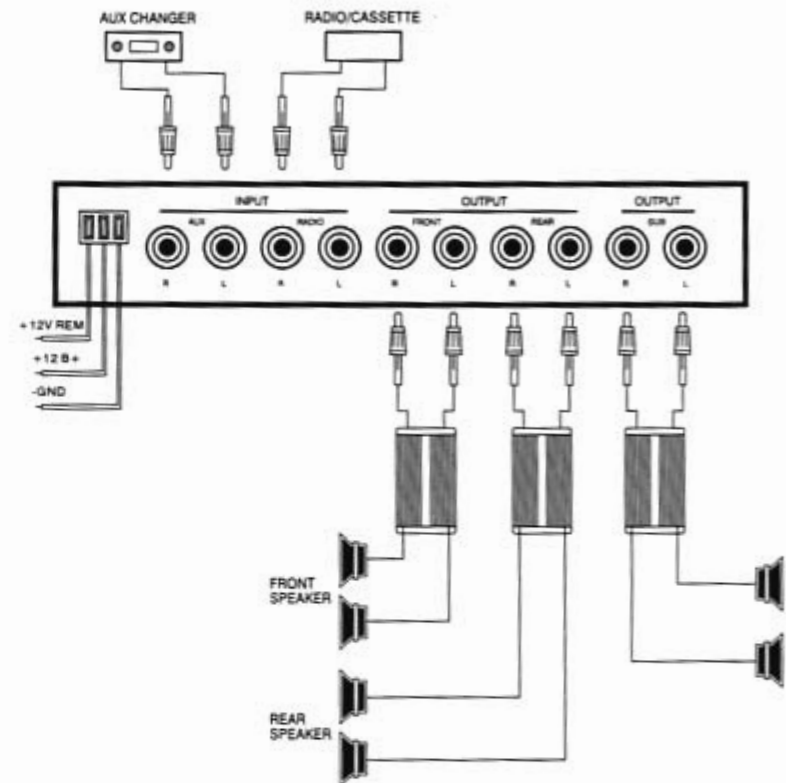 AUX CHANGER
RADIO/CASSETTE
INPUT
OUTPUT
OUTPUT
AUX
RADIO
FRONT
REAR
SUB
R
L
R
L
R
L
R
L
R
L
+12V REM
+12 B+
-GND
FRONT
SPEAKER
REAR
SPEAKER